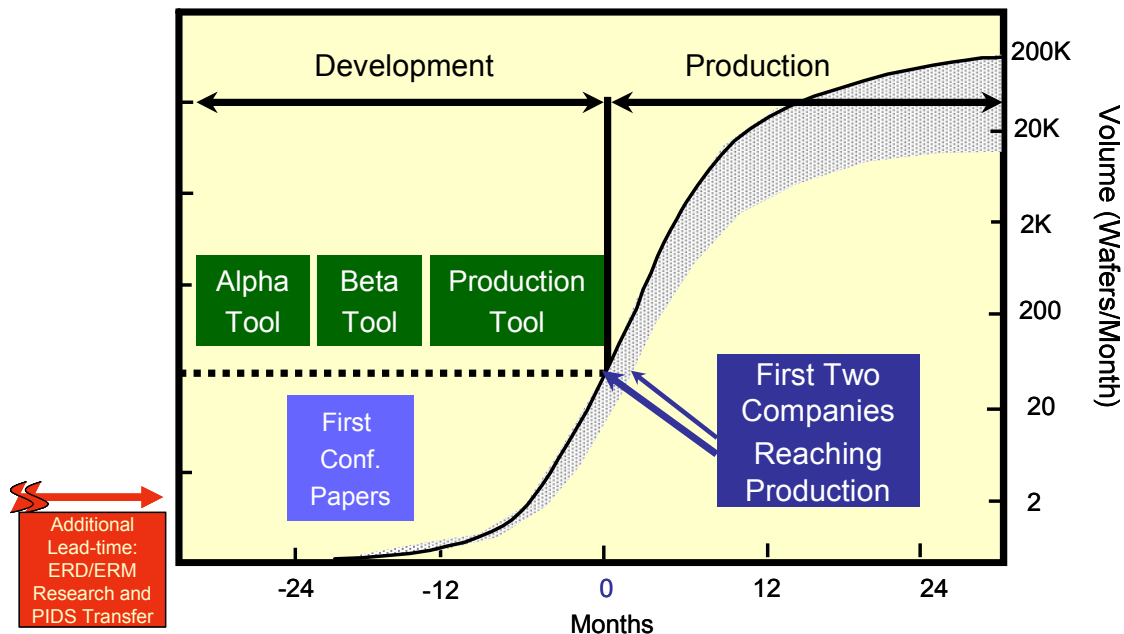 Development
Production
200K
20K
2K
200
20
2
Volume (Wafers/Month)
Alpha
Tool
Beta
Tool
Production
Tool
First
Conf.
Papers
First Two
Companies
Reaching
Production
Additional
Lead-time:
ERD/ERM
Research and
PIDS Transfer
-24
-12
0
12
24
Months